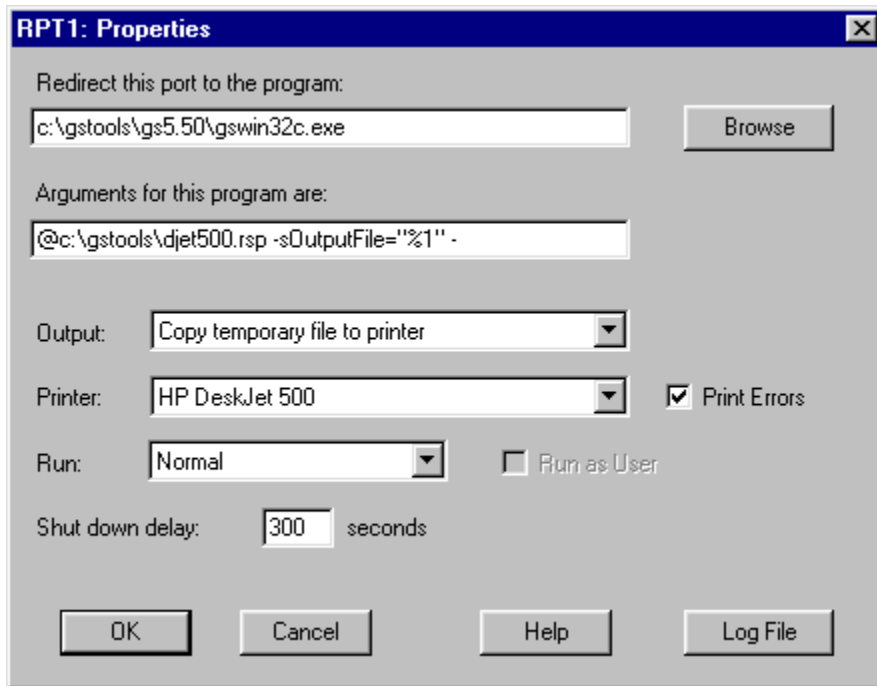 RPT1: Properties
Redirect this port to the program:
c:\gstools\gs5.50\gswin32c.exe
Browse
Arguments for this program are:
@c:\gstools\djet500.rsp -sOutputFile="%1" -
Output: Copy temporary file to printer
Printer: HP DeskJet 500 Print Errors
Run: Normal Run as User
Shut down delay: 300 seconds
OK Cancel Help Log File